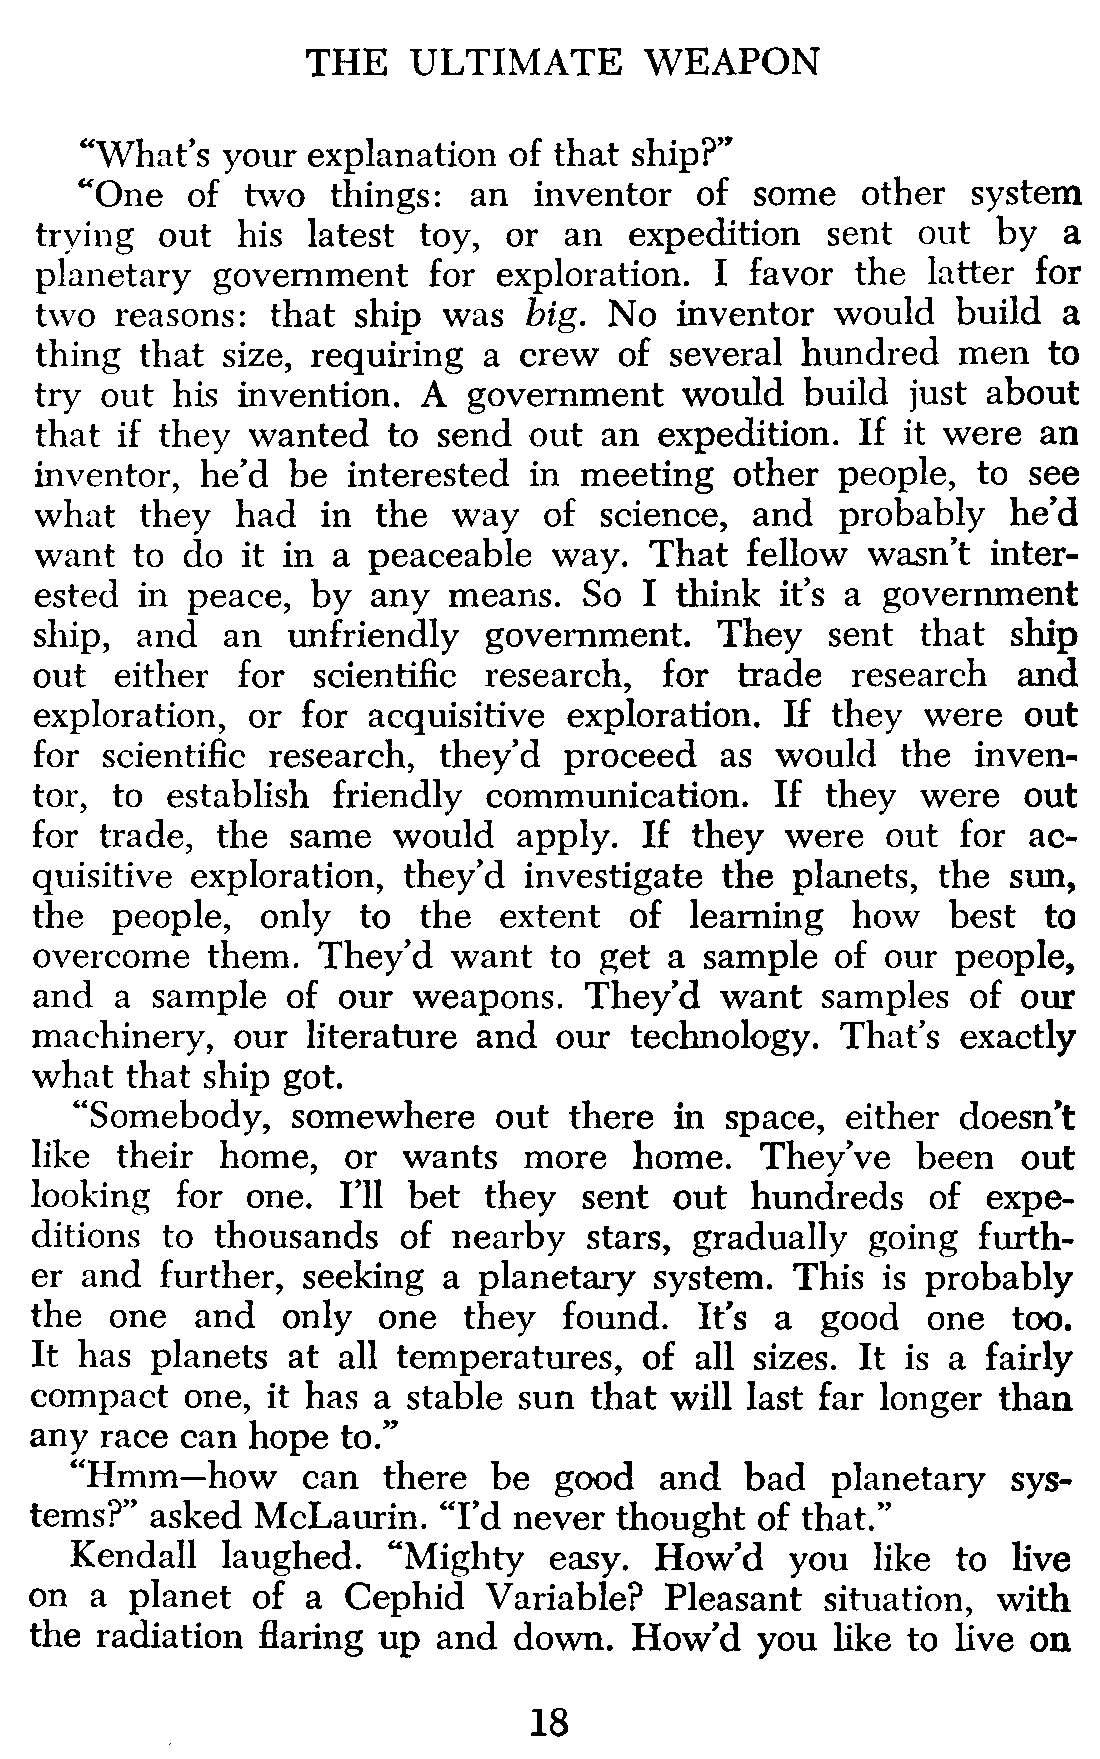 THE ULTIMATE WEAPON
“What's your explanation of that ship?”
“One of two things: an inventor of some other system
trying out his latest toy, or an expedition sent out by a
planetary government for exploration. I favor the latter for
two reasons: that ship was big. No inventor would build a
thing that size, requiring a crew of several hundred men to
try out his invention. A government would build just about
that if they wanted to send out an expedition. If it were an
inventor, he'd be interested in meeting other people, to see
what they had in the way of science, and probably he'd
want to do it in a peaceable way. That fellow wasn't inter-
ested in peace, by any means. So I think it's a government
ship, and an unfriendly government. They sent that ship
out either for scientific research, for trade research and
exploration, or for acquisitive exploration. If they were out
for scientific research, they'd proceed as would the inven-
tor, to establish friendly communication. If they were out
for trade, the same would apply. If they were out for ac-
quisitive exploration, they'd investigate the planets, the sun,
the people, only to the extent of learning how best to
overcome them. They'd want to get a sample of our people,
and a sample of our weapons. They'd want samples of our
machinery, our literature and our technology. That's exactly
what that ship got.
“Somebody, somewhere out there in space, either doesn't
like their home, or wants more home. They've been out
looking for one. I'll bet they sent out hundreds of expe-
ditions to thousands of nearby stars, gradually going furth-
er and further, seeking a planetary system. This is probably
the one and only one they found. It's a good one too.
It has planets at all temperatures, of all sizes. It is a fairly
compact one, it has a stable sun that will last far longer than
any race can hope to.”
“Hmm—how can there be good and bad planetary sys-
tems?” asked McLaurin. “I'd never thought of that.”
Kendall laughed. “Mighty easy. How'd you like to live
on a planet of a Cephid Variable? Pleasant situation, with
the radiation flaring up and down. How'd you like to live on
18